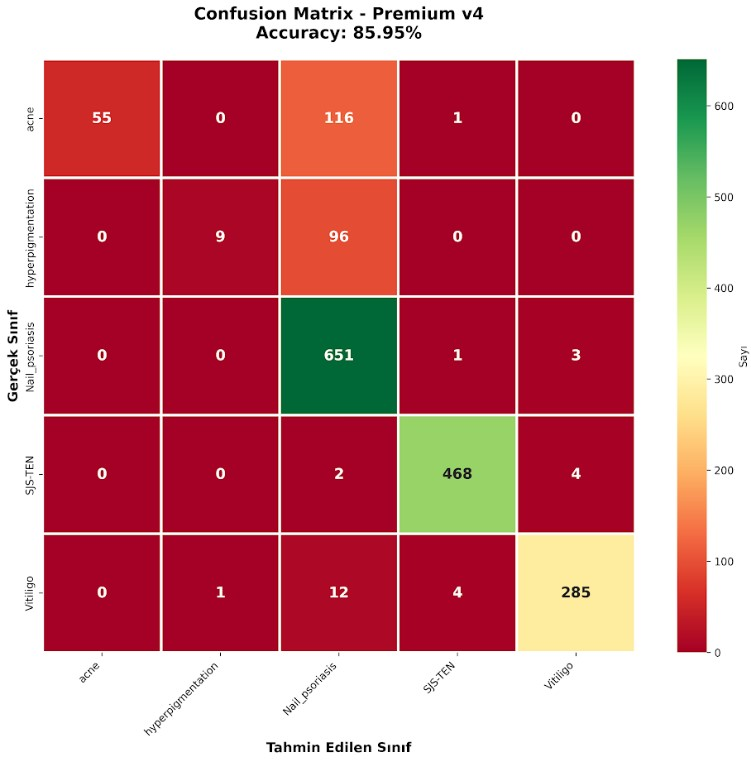 Confusion Matrix - Premium v4
Accuracy: 85.95%
acne
55 0 116 1 0
hyperpigmentation
0 9 96 0 0
Nail_psoriasis
0 0 651 1 3
SJS-TEN
0 0 2 468 4
Vitiligo
0 1 12 4 285
Gerçek Sınıf
acne hyperpigmentation Nail_psoriasis SJS-TEN Vitiligo
Tahmin Edilen Sınıf
600
500
400
300
200
100
0
Sayı